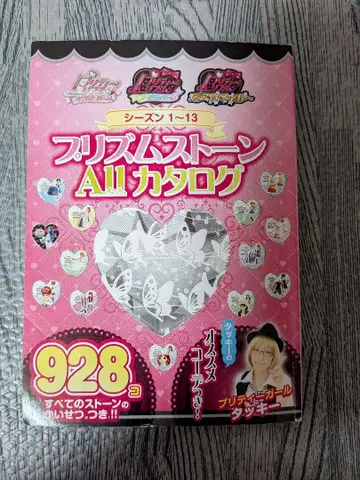 シーズン 1〜13
プリズムストーン
Allカタログ
タッキーの
オススメ
コーデつき!
928コ
すべてのストーンの
かいせつ、つき!!
プリティーガール
タッキー